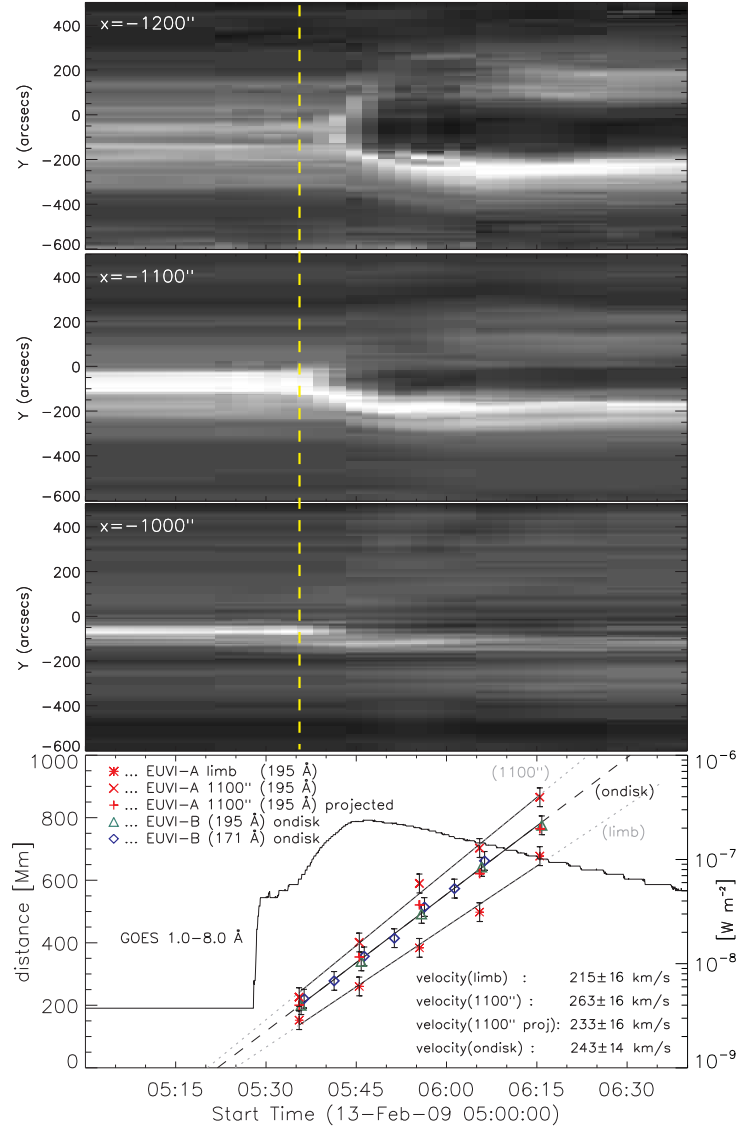 x=−1200"
400
200
0
−200
−400
−600
Y (arcsecs)
x=−1100"
400
200
0
−200
−400
−600
Y (arcsecs)
x=−1000"
400
200
0
−200
−400
−600
Y (arcsecs)
1000
800
600
400
200
0
distance [Mm]
... EUVI−A limb (195 Å)
... EUVI−A 1100" (195 Å)
... EUVI−A 1100" (195 Å) projected
... EUVI−B (195 Å) ondisk
... EUVI−B (171 Å) ondisk
(1100")
(ondisk)
(limb)
GOES 1.0−8.0 Å
velocity(limb) : 215±16 km/s
velocity(1100") : 263±16 km/s
velocity(1100" proj): 233±16 km/s
velocity(ondisk) : 243±14 km/s
10⁻⁶
10⁻⁷
10⁻⁸
10⁻⁹
[W m⁻²]
05:15 05:30 05:45 06:00 06:15 06:30
Start Time (13−Feb−09 05:00:00)